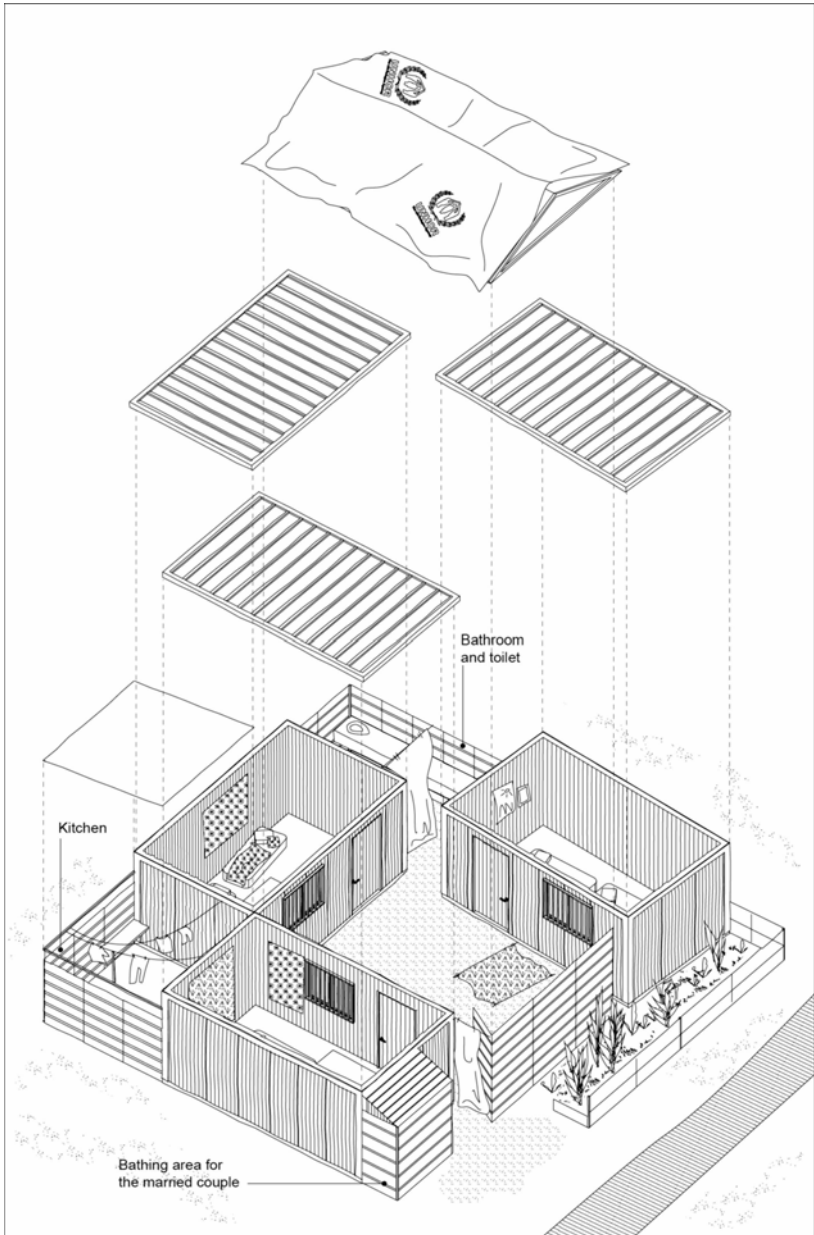 Bathroom
and toilet
Kitchen
Bathing area for
the married couple